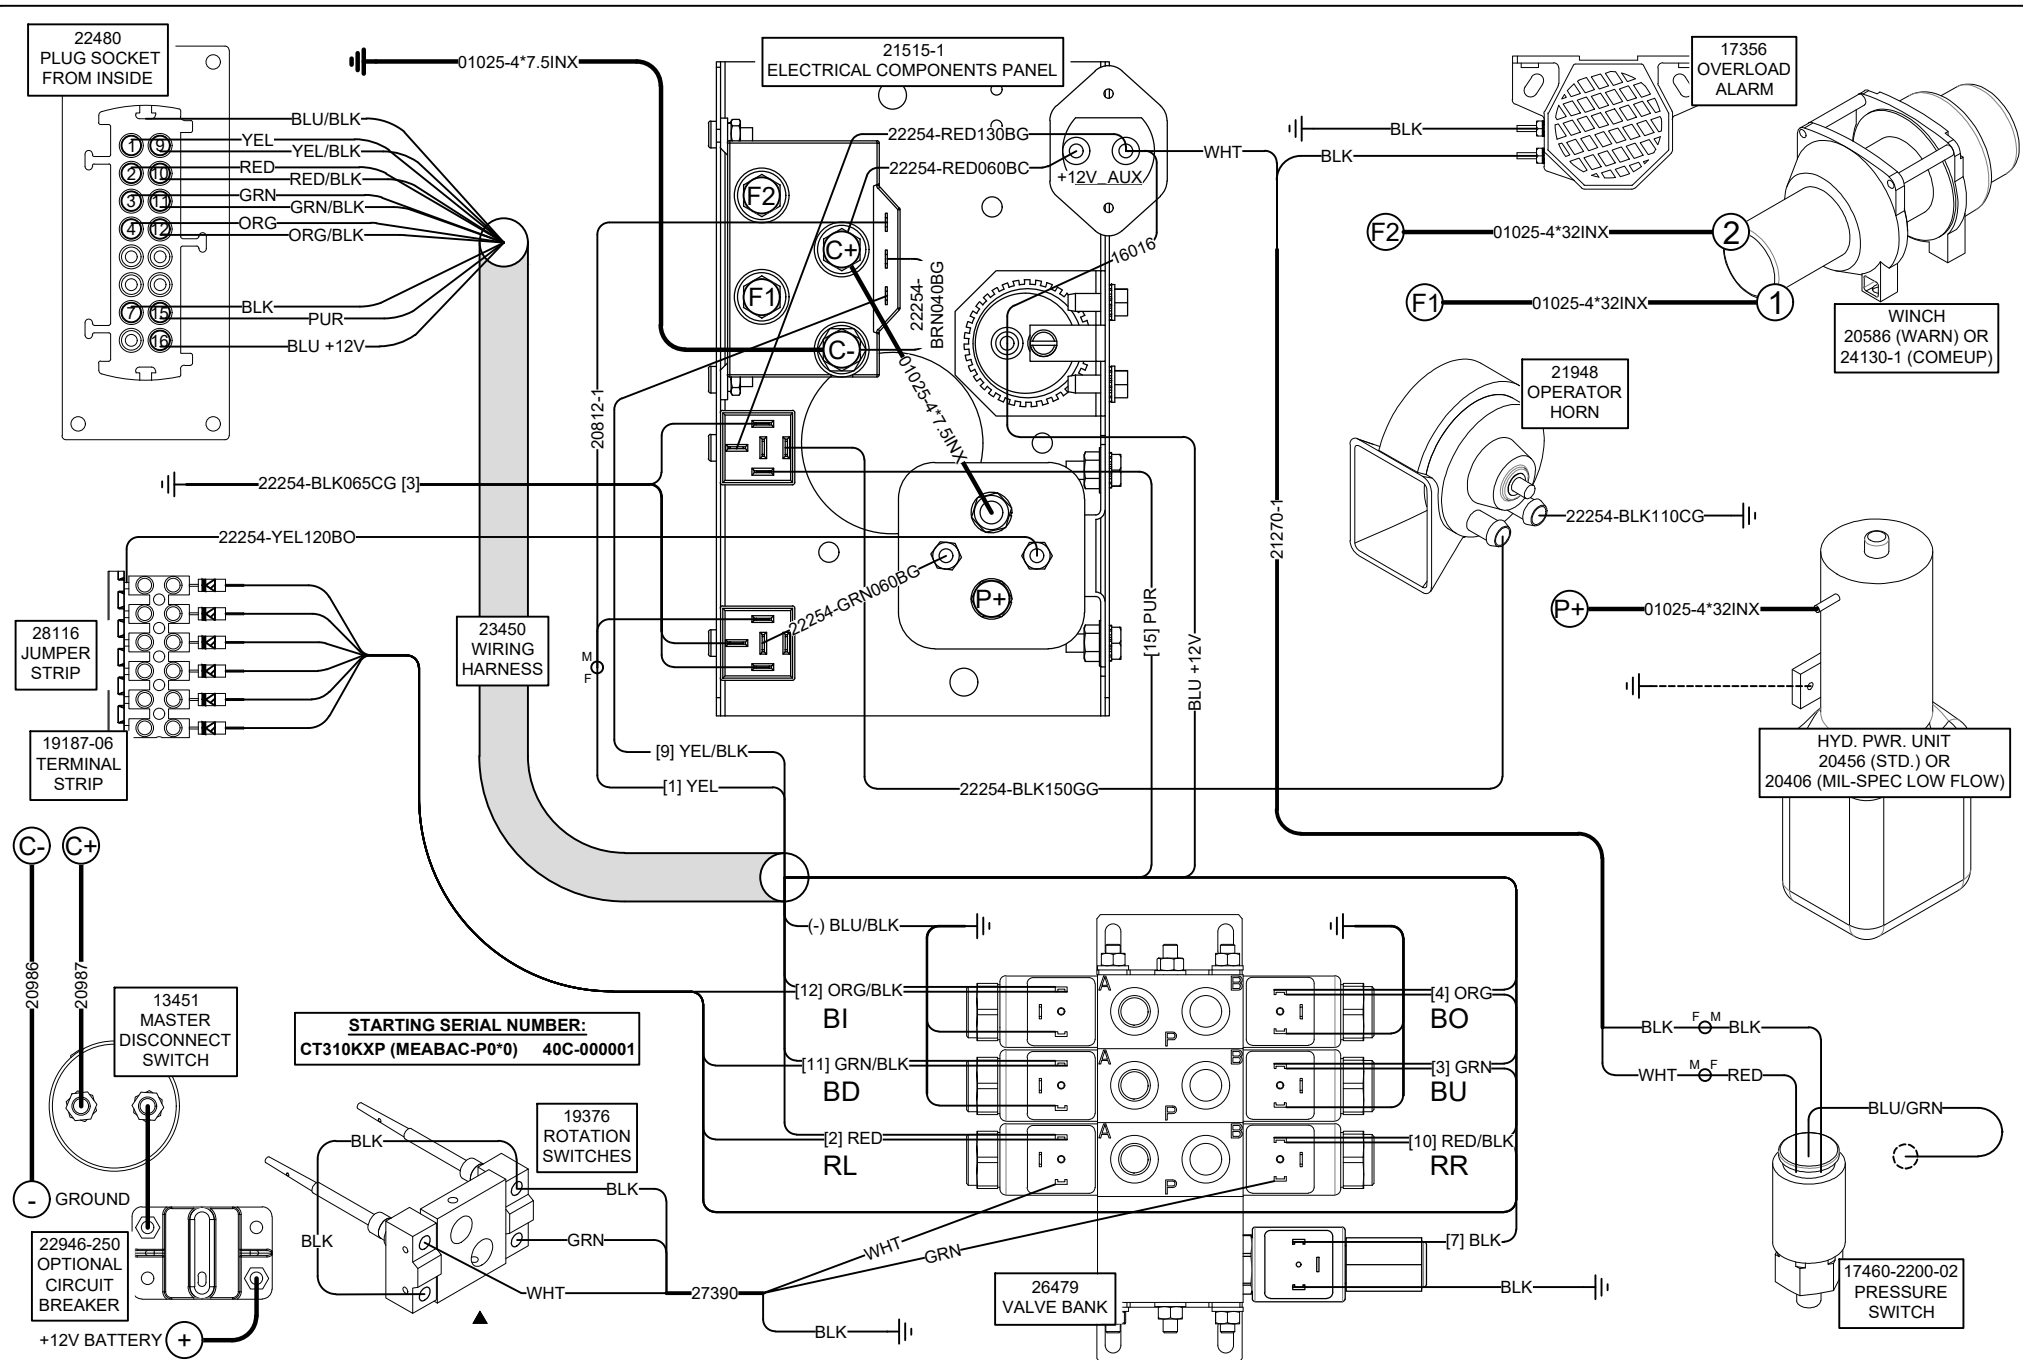 22480
PLUG SOCKET
FROM INSIDE
01025-4*7.5INX
21515-1
ELECTRICAL COMPONENTS PANEL
17356
OVERLOAD
ALARM
BLU/BLK
YEL
YEL/BLK
RED
RED/BLK
GRN
GRN/BLK
ORG
ORG/BLK
BLK
PUR
BLU +12V
1
9
2
10
3
11
4
12
7
15
16
22254-RED130BG
22254-RED060BC
+12V_AUX
WHT
BLK
BLK
F2
C+
F1
C-
22254-
BRN040BG
16016
01025-4*7.5INX
F2
01025-4*32INX
2
F1
01025-4*32INX
1
WINCH
20586 (WARN) OR
24130-1 (COMEUP)
21948
OPERATOR
HORN
20812-1
22254-BLK065CG [3]
22254-YEL120BO
22254-GRN060BG
P+
22254-BLK110CG
21270-1
P+
01025-4*32INX
28116
JUMPER
STRIP
23450
WIRING
HARNESS
M
F
[15] PUR
BLU +12V
19187-06
TERMINAL
STRIP
[9] YEL/BLK
[1] YEL
22254-BLK150GG
HYD. PWR. UNIT
20456 (STD.) OR
20406 (MIL-SPEC LOW FLOW)
C-
C+
20986
20987
13451
MASTER
DISCONNECT
SWITCH
STARTING SERIAL NUMBER:
CT310KXP (MEABAC-P0*0) 40C-000001
(-) BLU/BLK
[12] ORG/BLK
BI
[11] GRN/BLK
BD
[2] RED
RL
A
B
P
A
B
P
A
B
P
[4] ORG
BO
[3] GRN
BU
[10] RED/BLK
RR
BLK
F
M
BLK
WHT
M
F
RED
BLU/GRN
19376
ROTATION
SWITCHES
BLK
BLK
BLK
GRN
WHT
27390
WHT
GRN
BLK
[7] BLK
BLK
26479
VALVE BANK
17460-2200-02
PRESSURE
SWITCH
-
GROUND
22946-250
OPTIONAL
CIRCUIT
BREAKER
+12V BATTERY
+